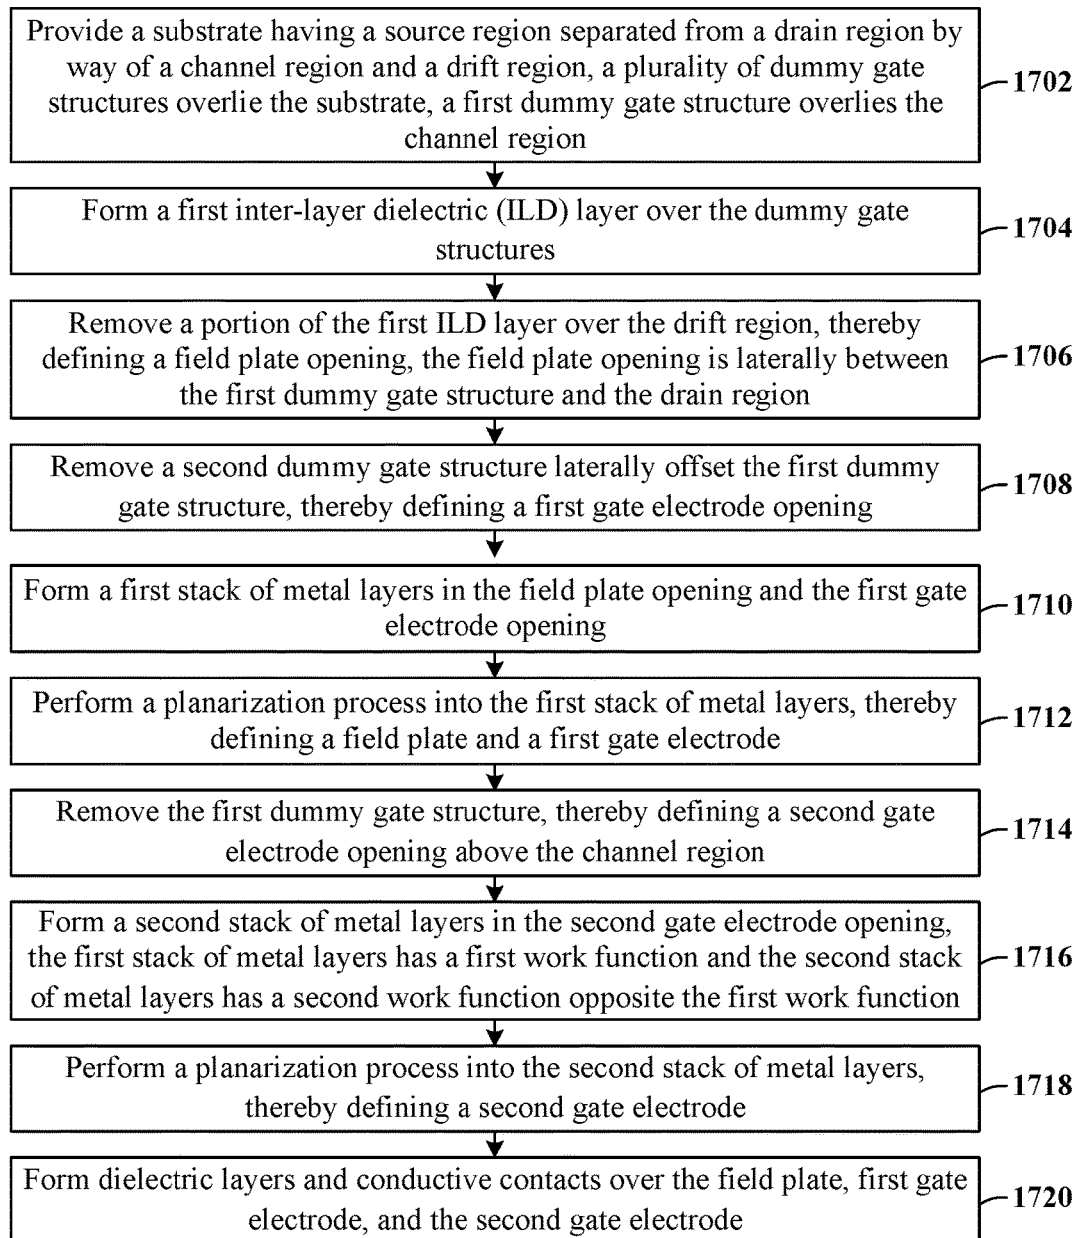 Provide a substrate having a source region separated from a drain region by
way of a channel region and a drift region, a plurality of dummy gate
structures overlie the substrate, a first dummy gate structure overlies the
channel region
1702
Form a first inter-layer dielectric (ILD) layer over the dummy gate
structures
1704
Remove a portion of the first ILD layer over the drift region, thereby
defining a field plate opening, the field plate opening is laterally between
the first dummy gate structure and the drain region
1706
Remove a second dummy gate structure laterally offset the first dummy
gate structure, thereby defining a first gate electrode opening
1708
Form a first stack of metal layers in the field plate opening and the first gate
electrode opening
1710
Perform a planarization process into the first stack of metal layers, thereby
defining a field plate and a first gate electrode
1712
Remove the first dummy gate structure, thereby defining a second gate
electrode opening above the channel region
1714
Form a second stack of metal layers in the second gate electrode opening,
the first stack of metal layers has a first work function and the second stack
of metal layers has a second work function opposite the first work function
1716
Perform a planarization process into the second stack of metal layers,
thereby defining a second gate electrode
1718
Form dielectric layers and conductive contacts over the field plate, first gate
electrode, and the second gate electrode
1720